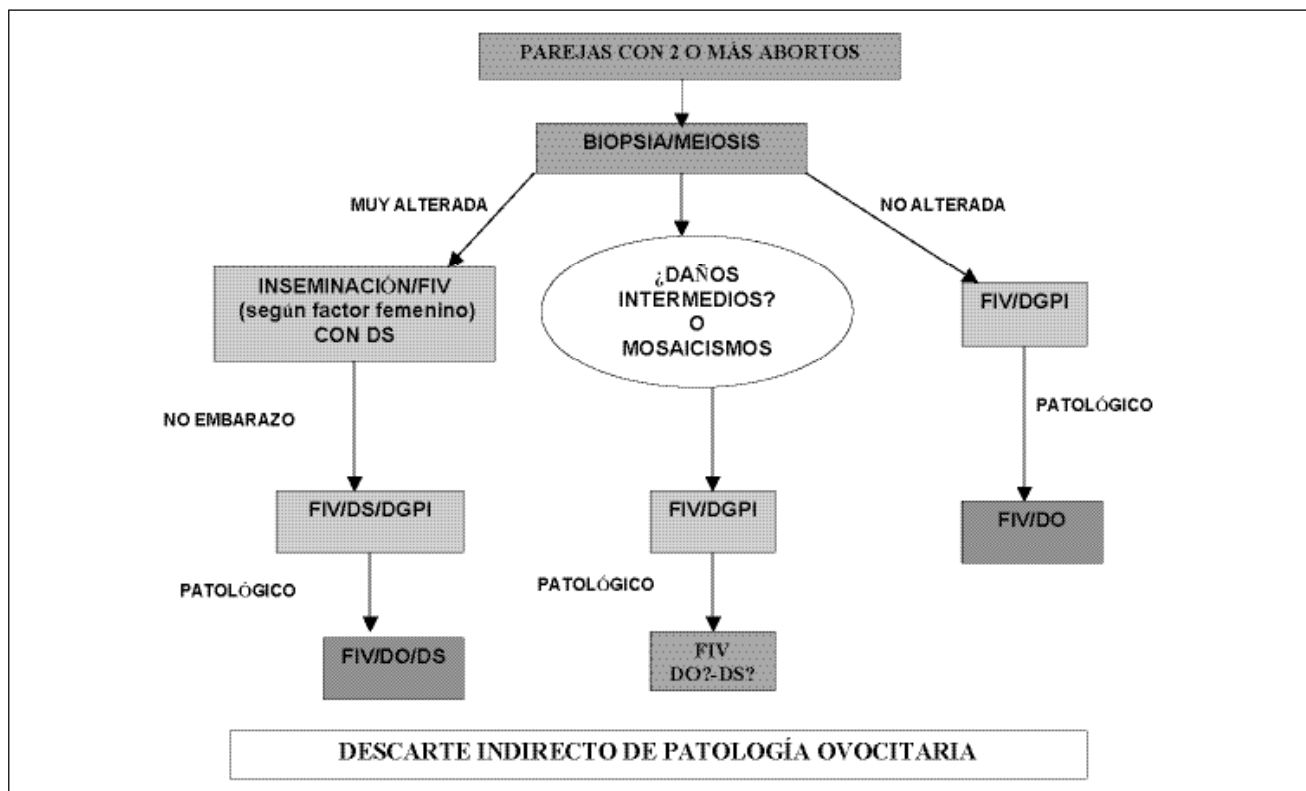 PAREJAS CON 2 O MÁS ABORTOS
BIOPSIA/MEIOSIS
MUY ALTERADA
NO ALTERADA
INSEMINACIÓN/FIV
(según factor femenino)
CON DS
¿DAÑOS
INTERMEDIOS?
O
MOSAICISMOS
FIV/DGPI
NO EMBARAZO
PATOLÓGICO
FIV/DS/DGPI
FIV/DGPI
FIV/DO
PATOLÓGICO
PATOLÓGICO
FIV/DO/DS
FIV
DO?-DS?
DESCARTE INDIRECTO DE PATOLOGÍA OVOCITARIA